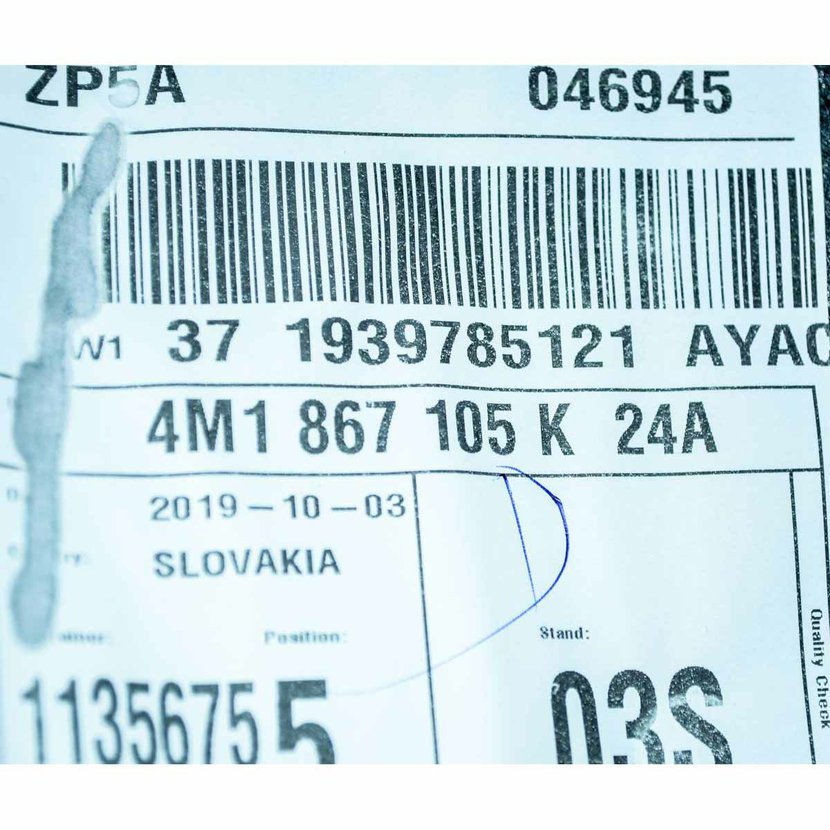 ZP5A 046945
37 1939785121 AYAC
4M1 867 105 K 24A
2019-10-03
SLOVAKIA
Position: Stand:
Quality Check
1135675 5 03S